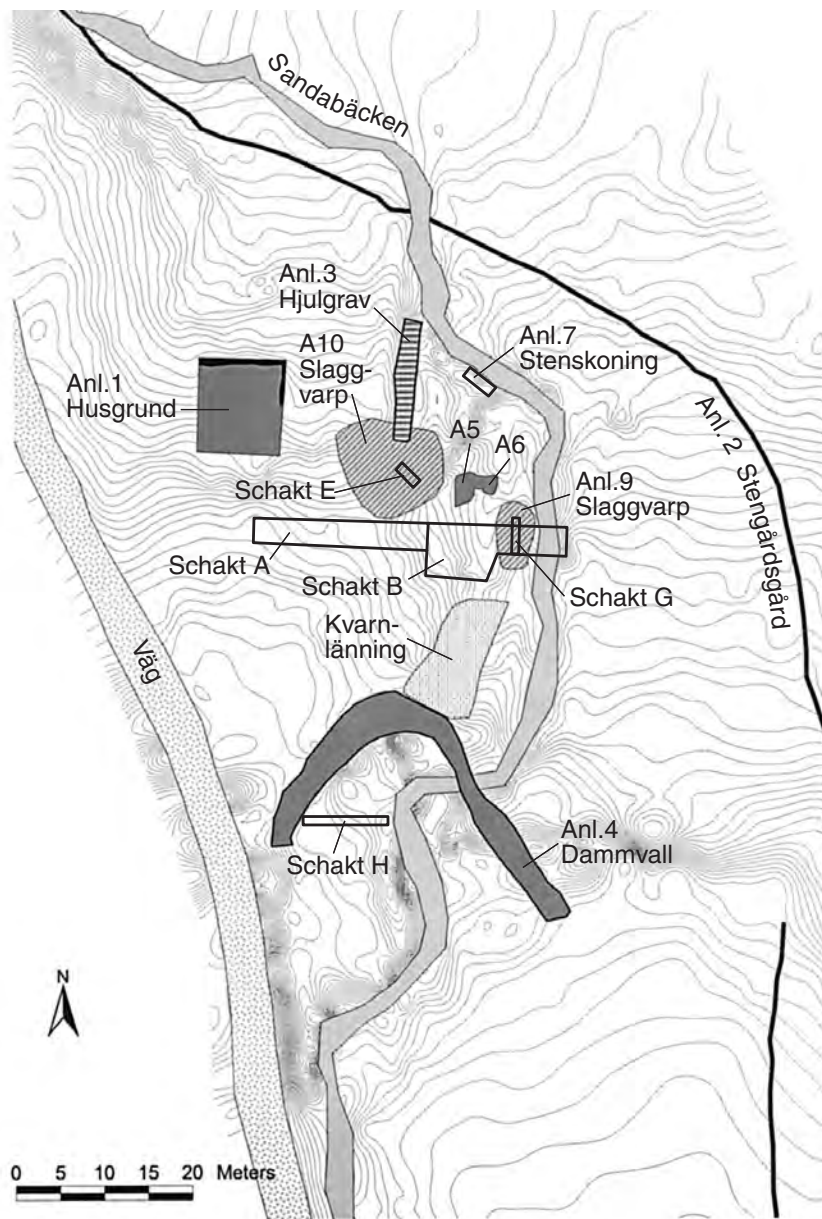 Sandabäcken
Anl.3
Hjulgrav
A10
Slagg-
varp
Anl.7
Stenskoning
Anl.1
Husgrund
Anl. 2 Stengårdsgård
A5
A6
Anl.9
Slaggvarp
Schakt E
Schakt A
Schakt B
Schakt G
Kvarn-
länning
Väg
Anl.4
Dammvall
Schakt H
N
0 5 10 15 20 Meters